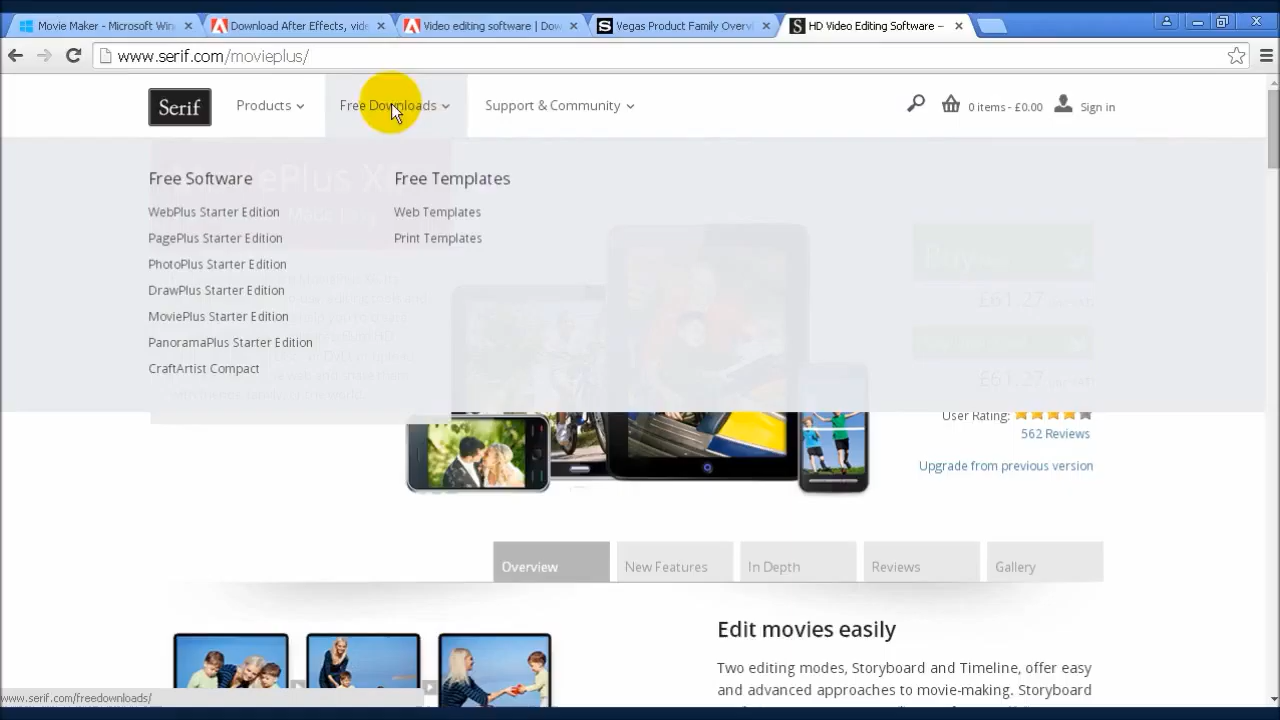 Movie Maker - Microsoft Win
Download After Effects, vide
Video editing software | Dow
Vegas Product Family Overvi
HD Video Editing Software –
www.serif.com/movieplus/
Serif
Products
Free Downloads
Support & Community
0 items - £0.00
Sign in
Free Software
Free Templates
WebPlus Starter Edition
Web Templates
PagePlus Starter Edition
Print Templates
PhotoPlus Starter Edition
DrawPlus Starter Edition
MoviePlus Starter Edition
PanoramaPlus Starter Edition
CraftArtist Compact
Buy
£61.27
£61.27
User Rating:
562 Reviews
Upgrade from previous version
Overview
New Features
In Depth
Reviews
Gallery
Edit movies easily
Two editing modes, Storyboard and Timeline, offer easy
and advanced approaches to movie-making. Storyboard
www.serif.com/freedownloads/